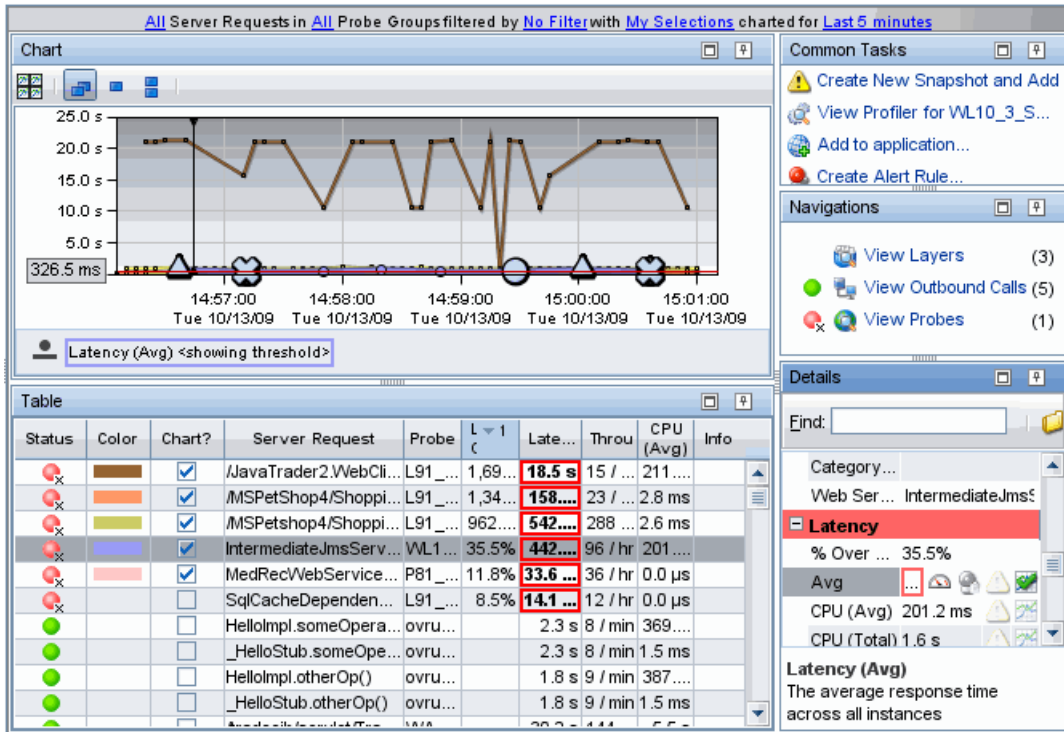 All Server Requests in All Probe Groups filtered by No Filter with My Selections charted for Last 5 minutes
Chart
25.0 s
20.0 s
15.0 s
10.0 s
5.0 s
326.5 ms
14:57:00 14:58:00 14:59:00 15:00:00 15:01:00
Tue 10/13/09 Tue 10/13/09 Tue 10/13/09 Tue 10/13/09 Tue 10/13/09
Latency (Avg) <showing threshold>
Table
Status Color Chart? Server Request Probe L 1 ( Late... Throu CPU (Avg) Info
/JavaTrader2.WebCli... L91_... 1,69... 18.5 s 15 / ... 211....
/MSPetShop4/Shoppi... L91_... 1,34... 158.... 23 / ... 2.8 ms
/MSPetshop4/Shoppi... L91_... 962.... 542.... 288 ... 2.6 ms
IntermediateJmsServ... WL1... 35.5% 442.... 96 / hr 201....
MedRecWebService... P81_... 11.8% 33.6 ... 36 / hr 0.0 µs
SqlCacheDependen... L91_... 8.5% 14.1 ... 12 / hr 0.0 µs
HelloImpl.someOpera... ovru... 2.3 s 8 / min 369....
_HelloStub.someOpe... ovru... 2.3 s 8 / min 1.5 ms
HelloImpl.otherOp() ovru... 1.8 s 9 / min 387....
_HelloStub.otherOp() ovru... 1.8 s 9 / min 1.5 ms
Common Tasks
Create New Snapshot and Add
View Profiler for WL10_3_S...
Add to application...
Create Alert Rule...
Navigations
View Layers (3)
View Outbound Calls (5)
View Probes (1)
Details
Find:
Category...
Web Ser... IntermediateJmsS
Latency
% Over ... 35.5%
Avg ...
CPU (Avg) 201.2 ms
CPU (Total) 1.6 s
Latency (Avg)
The average response time
across all instances